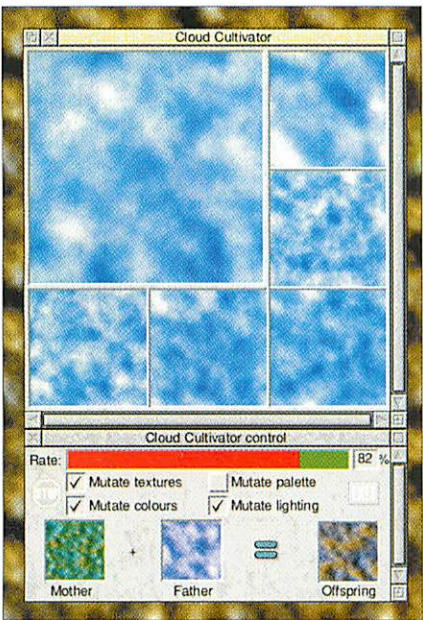 Cloud Cultivator
Cloud Cultivator control
Rate: 82 %
Mutate textures Mutate palette
Mutate colours Mutate lighting
+
Mother Father Offspring